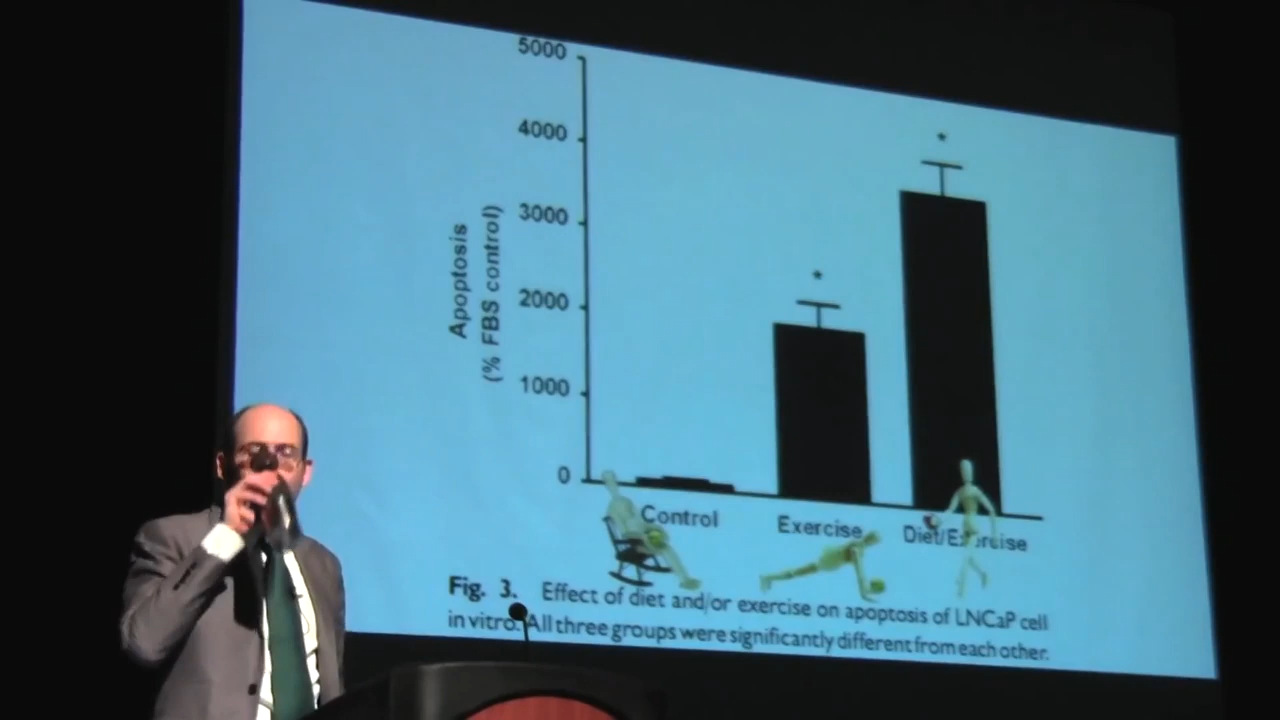 5000
4000
3000
2000
1000
0
Apoptosis
(% FBS control)
*
*
Control
Exercise
Diet/Exercise
Fig. 3. Effect of diet and/or exercise on apoptosis of LNCaP cell
in vitro. All three groups were significantly different from each other.